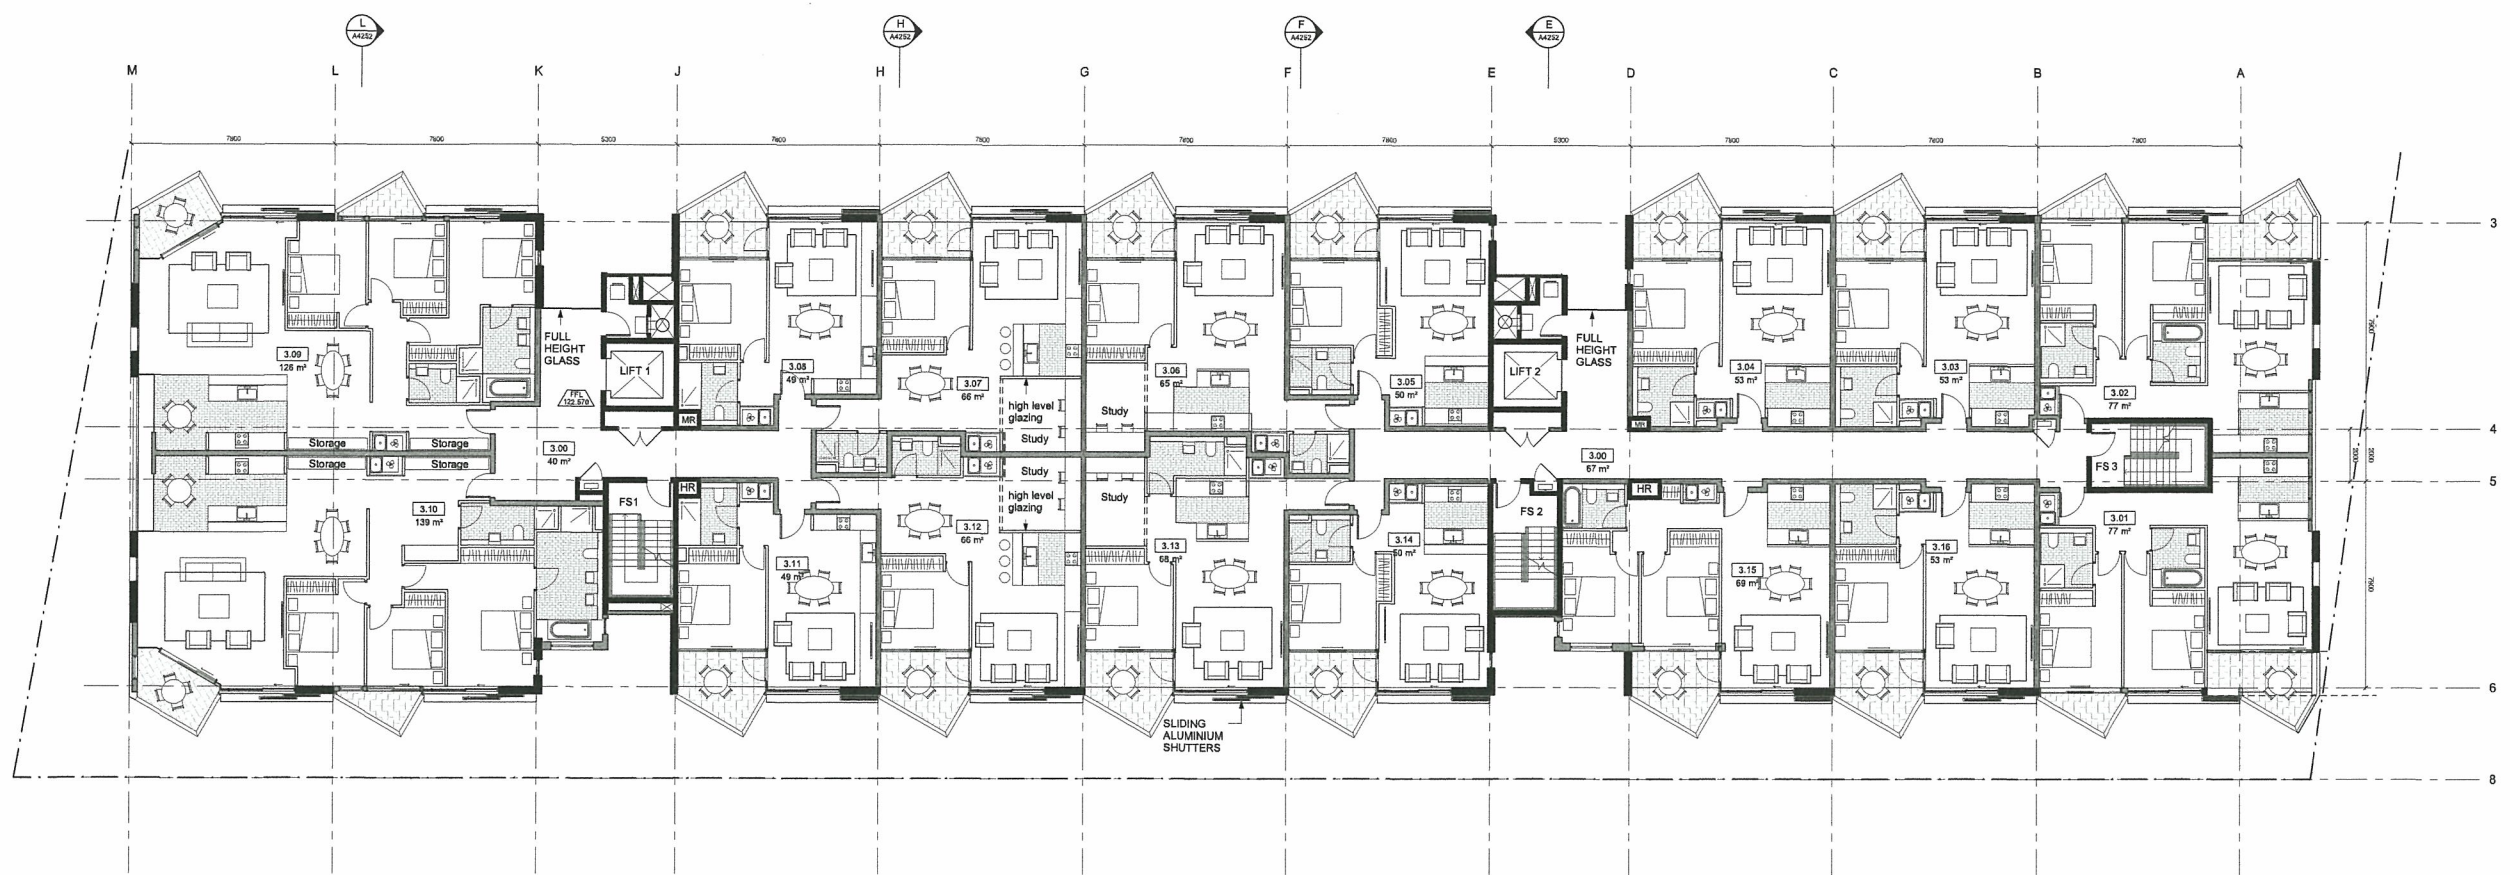 L
A4252
H
A4252
F
A4252
E
A4252
M
L
K
J
H
G
F
E
D
C
B
A
7800
7800
5300
7800
7800
7800
7800
5300
7800
7800
7800
3
FULL
HEIGHT
GLASS
FULL
HEIGHT
GLASS
3.09
126 m²
LIFT 1
3.08
49 m²
3.07
66 m²
3.06
65 m²
3.05
50 m²
LIFT 2
3.04
53 m²
3.03
53 m²
3.02
77 m²
7900
FFL
122.570
MR
high level
glazing
Study
Study
MR
4
Storage
Storage
3.00
40 m²
3.00
67 m²
2000
2000
Storage
Storage
Study
high level
glazing
Study
FS 3
5
HR
HR
FS1
FS 2
3.10
139 m²
3.11
49 m²
3.12
66 m²
3.13
68 m²
3.14
50 m²
3.15
69 m²
3.16
53 m²
3.01
77 m²
7900
6
SLIDING
ALUMINIUM
SHUTTERS
8